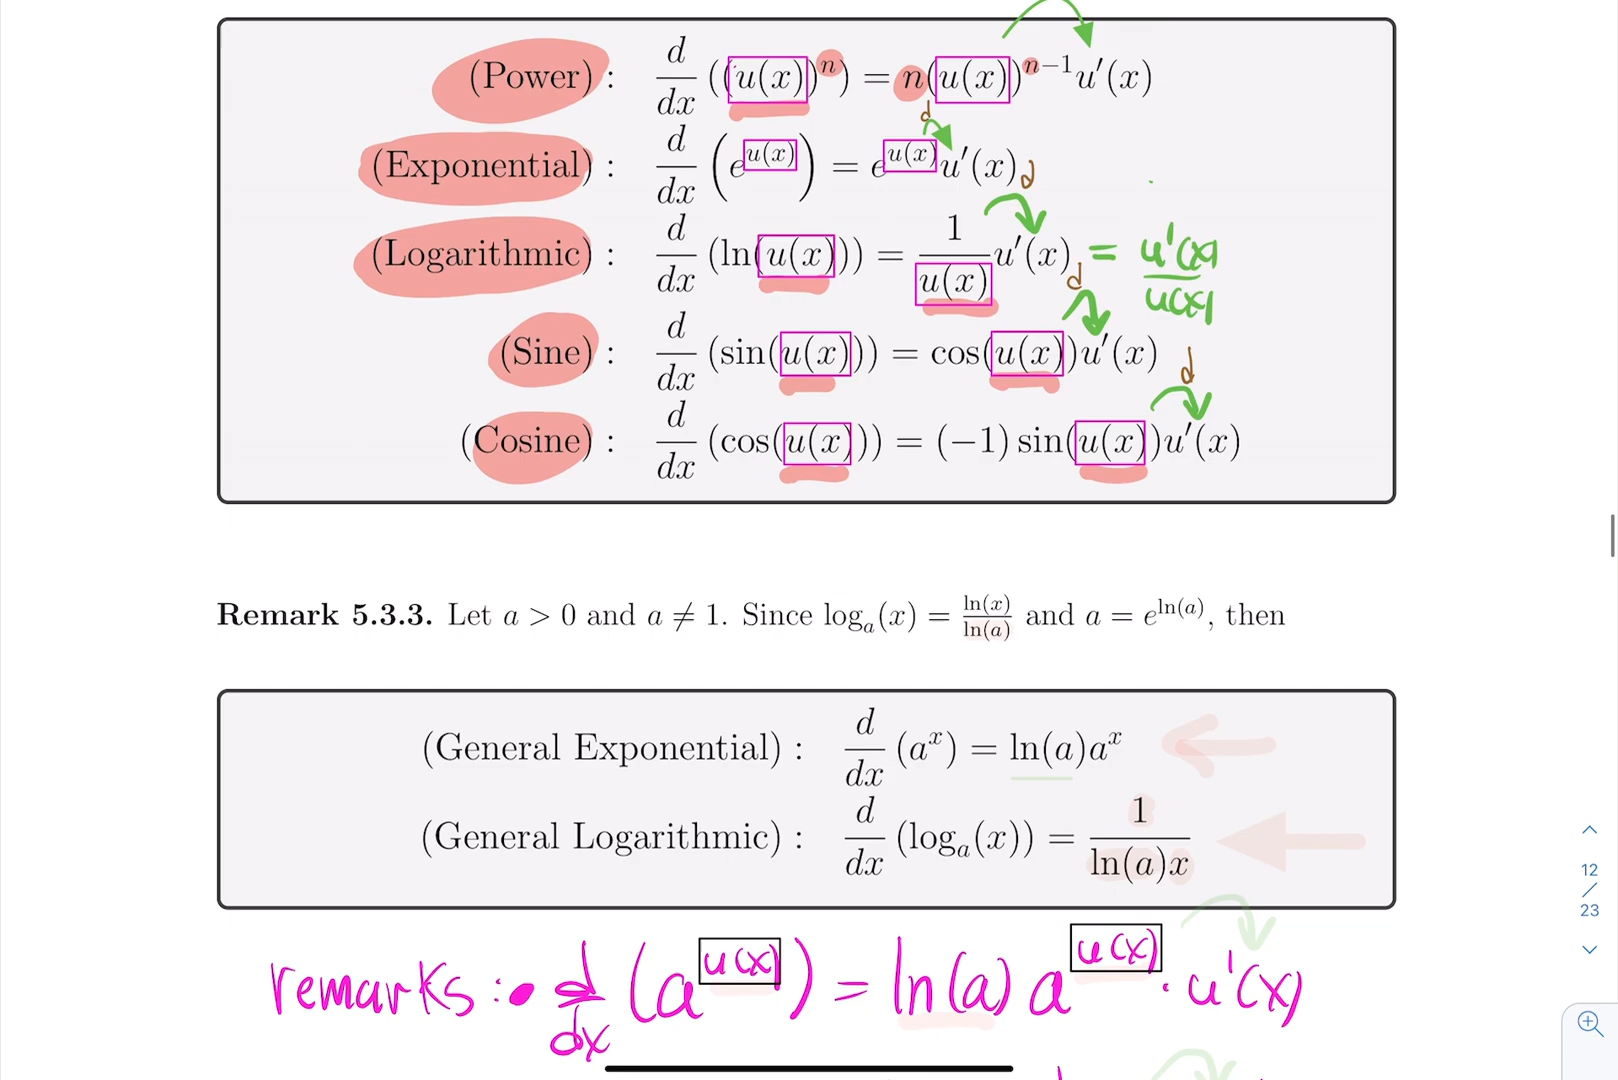 (Power) : d/dx ((u(x))^n) = n(u(x))^{n−1}u′(x)
d
(Exponential) : d/dx (e^{u(x)}) = e^{u(x)}u′(x)
d
(Logarithmic) : d/dx (ln(u(x))) = 1/u(x) u′(x) = u'(x)/u(x)
d
(Sine) : d/dx (sin(u(x))) = cos(u(x))u′(x)
d
(Cosine) : d/dx (cos(u(x))) = (−1) sin(u(x))u′(x)
Remark 5.3.3. Let a > 0 and a ≠ 1. Since log_a(x) = ln(x)/ln(a) and a = e^{ln(a)}, then
(General Exponential) : d/dx (a^x) = ln(a)a^x
(General Logarithmic) : d/dx (log_a(x)) = 1/ln(a)x
12
/
23
remarks: • d/dx (a^{u(x)}) = ln(a) a^{u(x)} · u'(x)